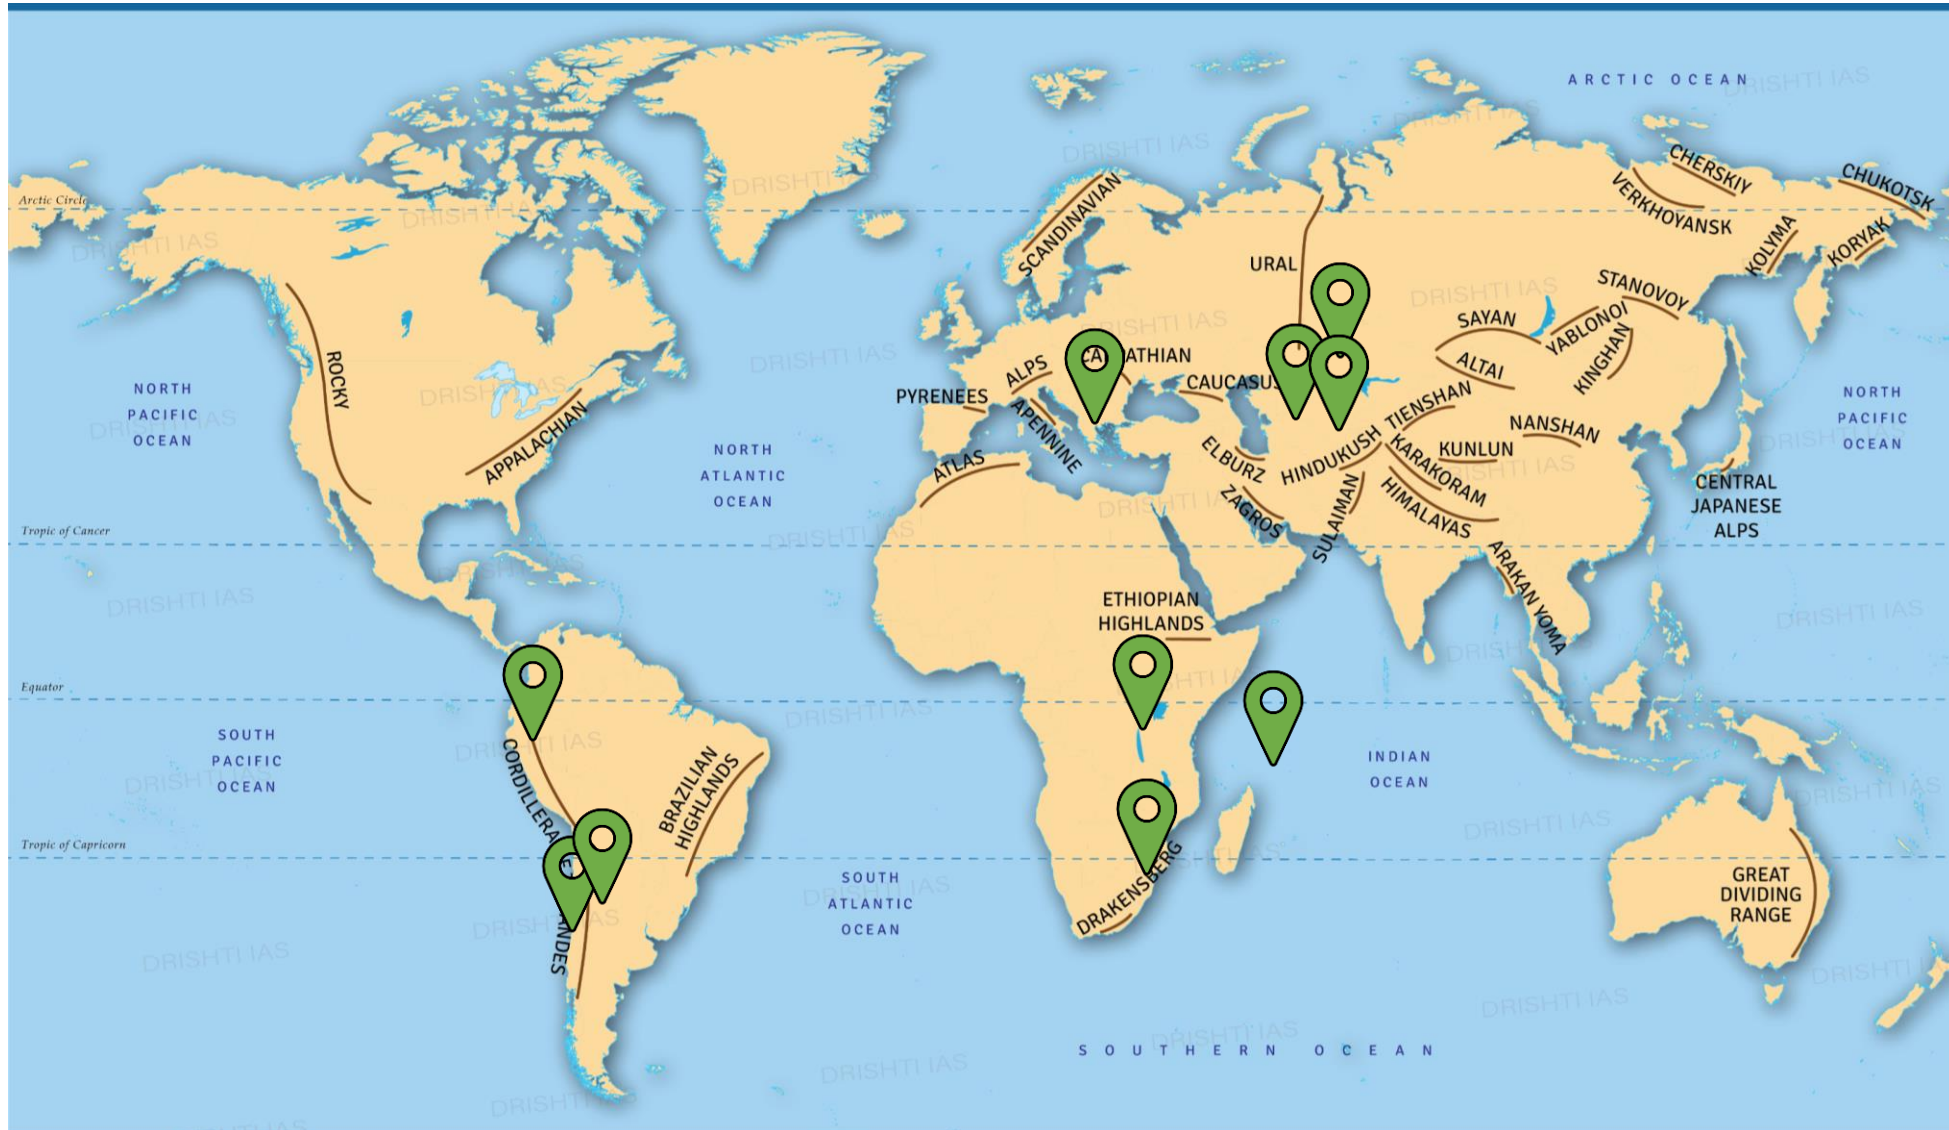 ARCTIC OCEAN
Arctic Circle
CHERSKIY
CHUKOTSK
VERKHOYANSK
KOLYMA
KORYAK
SCANDINAVIAN
URAL
STANOVOY
SAYAN
YABLONOI
KINGHAN
ALTAI
ROCKY
APPALACHIAN
ALPS
ATHIAN
CAUCASUS
PYRENEES
APENNINE
ATLAS
TIENSHAN
NANSHAN
KUNLUN
HINDUKUSH
KARAKORAM
ELBURZ
ZAGROS
SULAIMAN
HIMALAYAS
NORTH
PACIFIC
OCEAN
NORTH
ATLANTIC
OCEAN
NORTH
PACIFIC
OCEAN
CENTRAL
JAPANESE
ALPS
Tropic of Cancer
ARAKAN YOMA
ETHIOPIAN
HIGHLANDS
Equator
SOUTH
PACIFIC
OCEAN
CORDILLERA
ANDES
BRAZILIAN
HIGHLANDS
INDIAN
OCEAN
Tropic of Capricorn
SOUTH
ATLANTIC
OCEAN
DRAKENSBERG
GREAT
DIVIDING
RANGE
SOUTHERN OCEAN
DRISHTI IAS